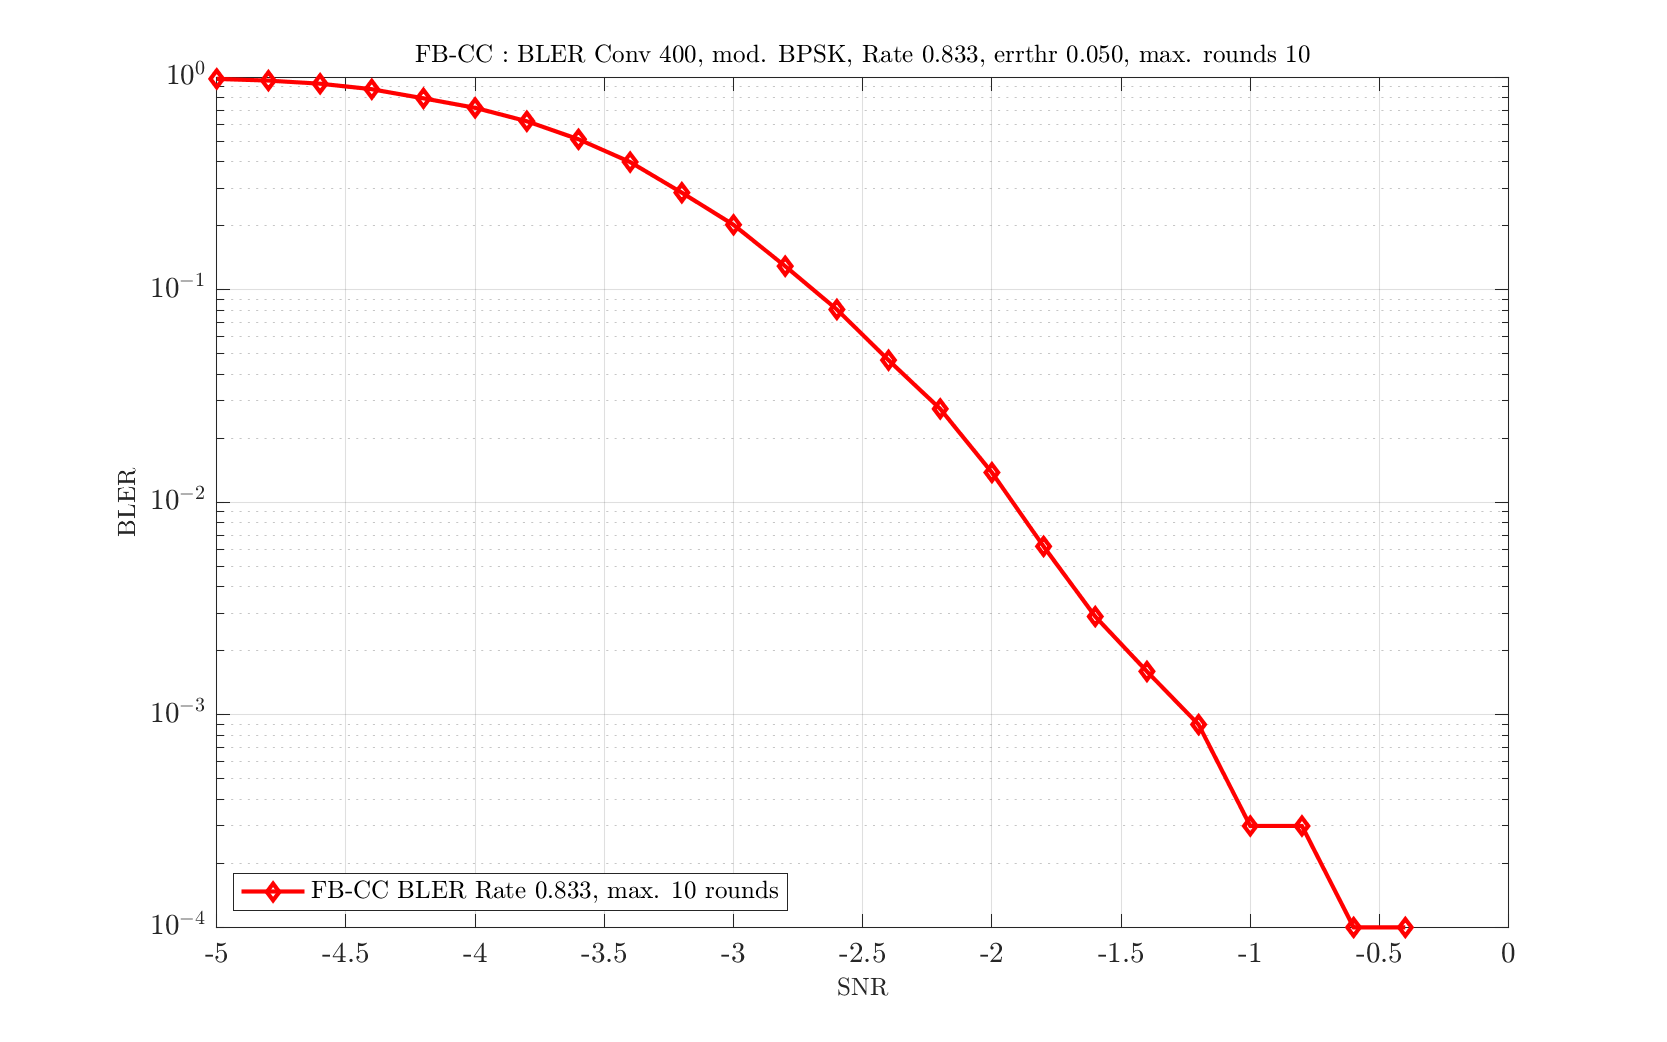 FB-CC : BLER Conv 400, mod. BPSK, Rate 0.833, errthr 0.050, max. rounds 10
10^0
10^{-1}
10^{-2}
10^{-3}
10^{-4}
BLER
FB-CC BLER Rate 0.833, max. 10 rounds
-5 -4.5 -4 -3.5 -3 -2.5 -2 -1.5 -1 -0.5 0
SNR